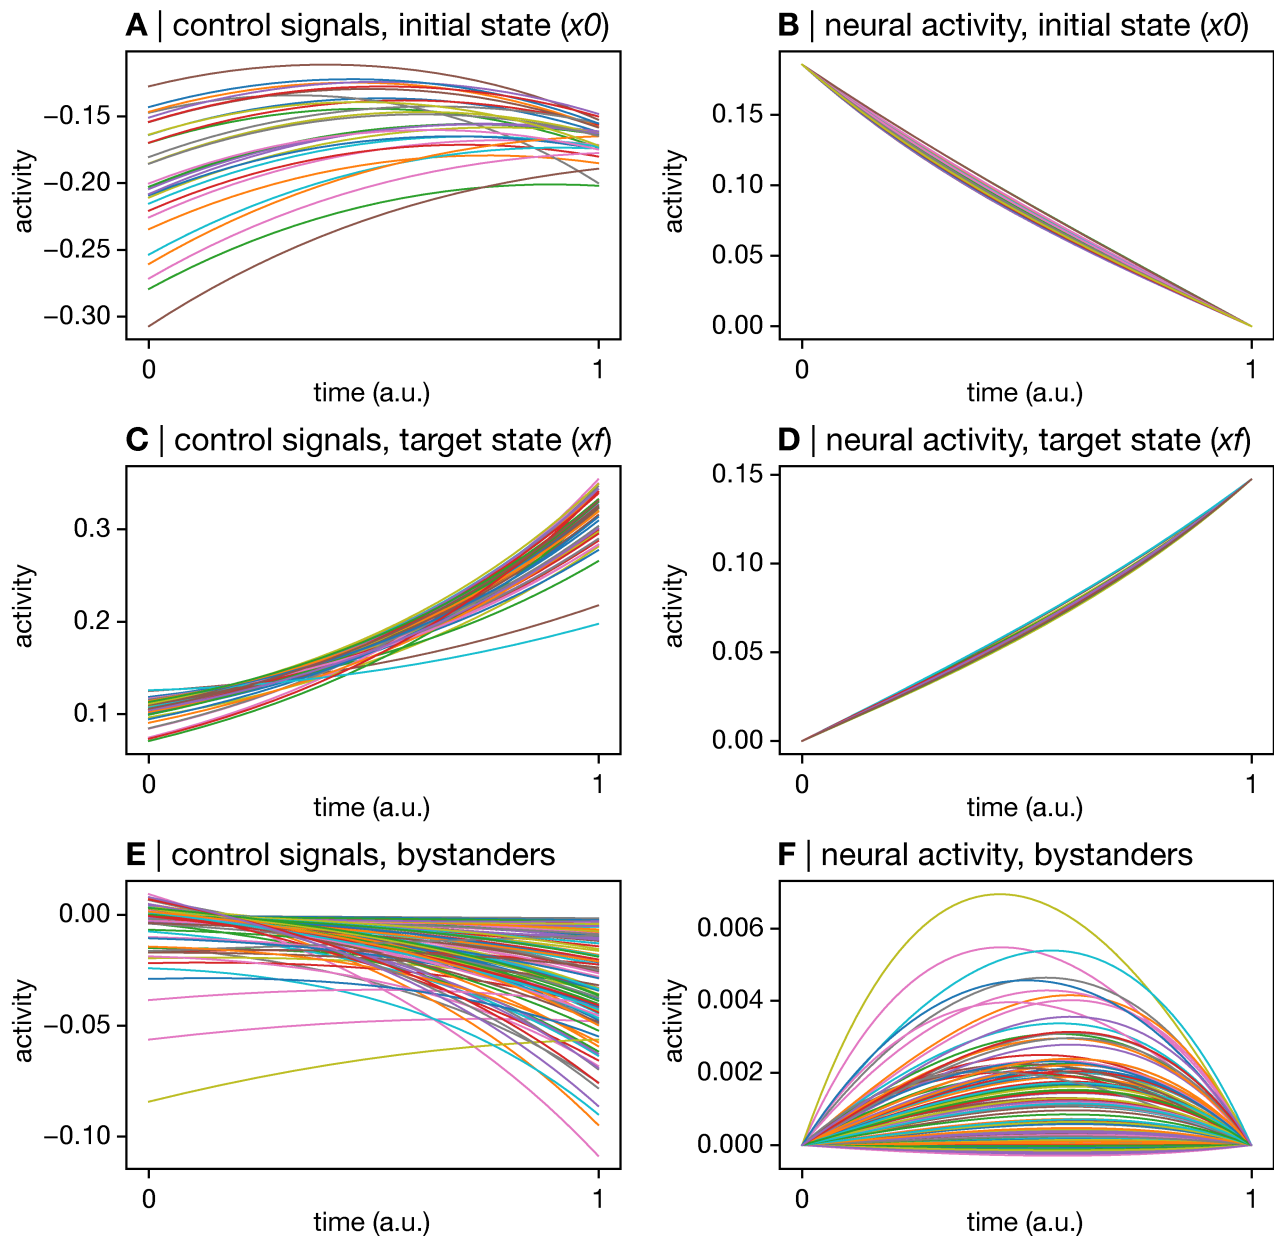 A | control signals, initial state (x0)
B | neural activity, initial state (x0)
activity
−0.15
−0.20
−0.25
−0.30
0
1
time (a.u.)
activity
0.15
0.10
0.05
0.00
0
1
time (a.u.)
C | control signals, target state (xf)
D | neural activity, target state (xf)
activity
0.3
0.2
0.1
0
1
time (a.u.)
activity
0.15
0.10
0.05
0.00
0
1
time (a.u.)
E | control signals, bystanders
F | neural activity, bystanders
activity
0.00
−0.05
−0.10
0
1
time (a.u.)
activity
0.006
0.004
0.002
0.000
0
1
time (a.u.)